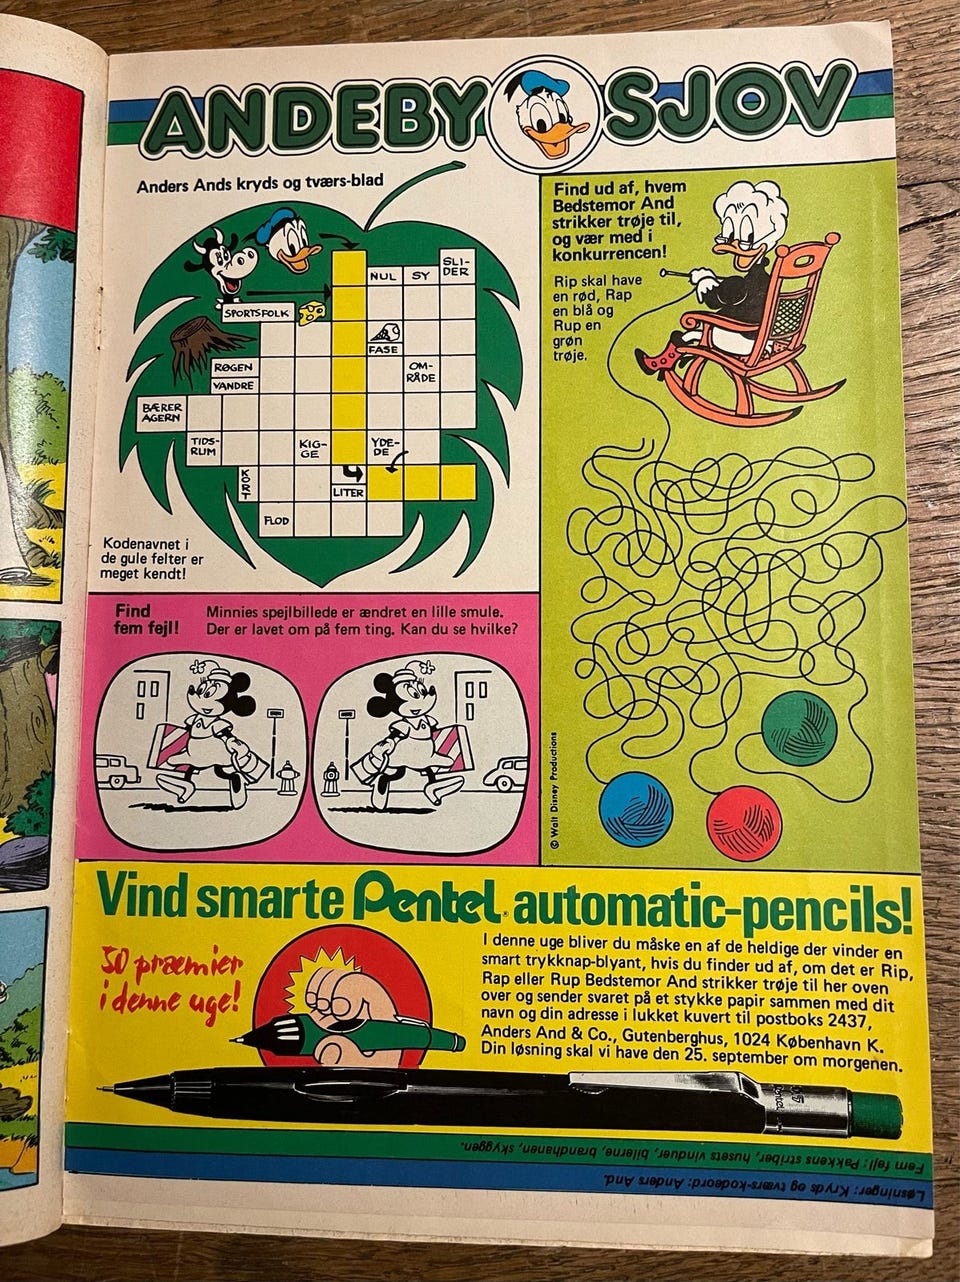 ANDEBY SJOV
Anders Ands kryds og tværs-blad
NUL
SY
SLI-
DER
SPORTSFOLK
FASE
RØGEN
VANDRE
OM-
RÅDE
BÆRER
AGERN
TIDS-
RUM
KIG-
GE
YDE-
DE
KORT
LITER
FLOD
Kodenavnet i
de gule felter er
meget kendt!
Find ud af, hvem
Bedstemor And
strikker trøje til,
og vær med i
konkurrencen!
Rip skal have
en rød, Rap
en blå og
Rup en
grøn
trøje.
© Walt Disney Productions
Find
fem fejl!
Minnies spejlbillede er ændret en lille smule.
Der er lavet om på fem ting. Kan du se hvilke?
Vind smarte Pentel automatic-pencils!
50 præmier
i denne uge!
I denne uge bliver du måske en af de heldige der vinder en
smart trykknap-blyant, hvis du finder ud af, om det er Rip,
Rap eller Rup Bedstemor And strikker trøje til her oven
over og sender svaret på et stykke papir sammen med dit
navn og din adresse i lukket kuvert til postboks 2437,
Anders And & Co., Gutenberghus, 1024 København K.
Din løsning skal vi have den 25. september om morgenen.
Pentel
Løsninger: Kryds og tværs-kodeord: Anders And.
Fem fejl: Pakkens striber, husets vinduer, bilerne, brandhanen, skyggen.